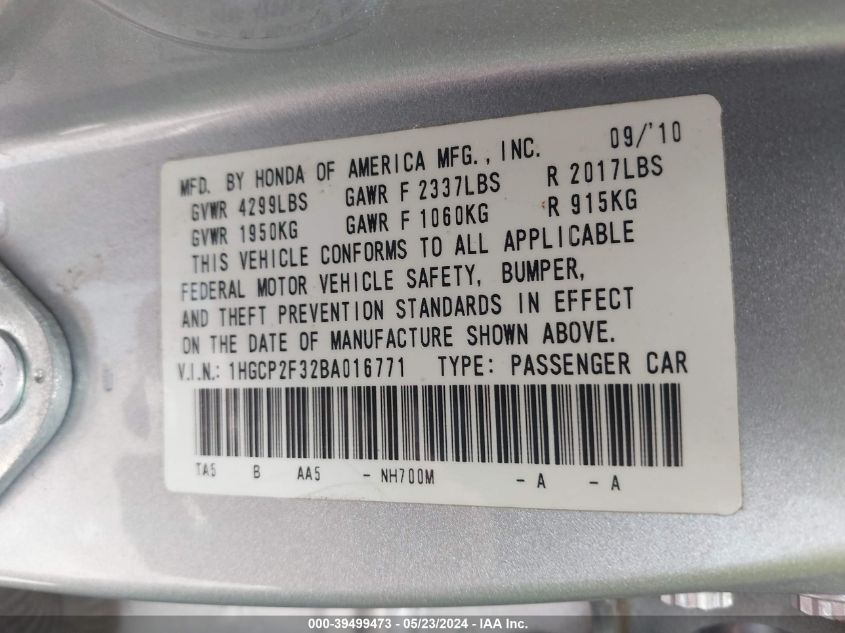 MFD. BY HONDA OF AMERICA MFG., INC. 09/'10
GVWR 4299LBS GAWR F 2337LBS R 2017LBS
GVWR 1950KG GAWR F 1060KG R 915KG
THIS VEHICLE CONFORMS TO ALL APPLICABLE
FEDERAL MOTOR VEHICLE SAFETY, BUMPER,
AND THEFT PREVENTION STANDARDS IN EFFECT
ON THE DATE OF MANUFACTURE SHOWN ABOVE.
V.I.N.: 1HGCP2F32BA016771 TYPE: PASSENGER CAR
TA5 B AA5 - NH700M - A - A
000-39499473 - 05/23/2024 - IAA Inc.